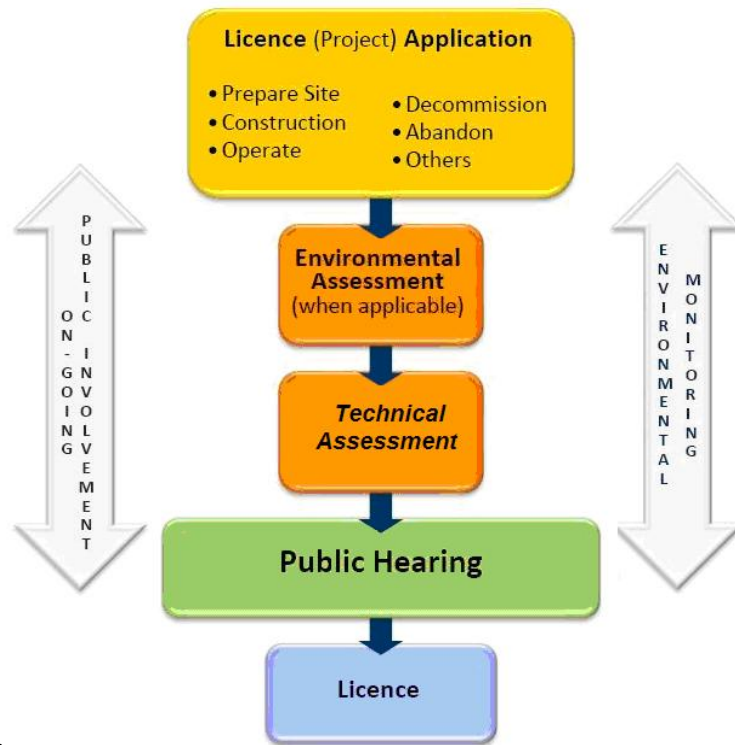 Licence (Project) Application
• Prepare Site
• Construction
• Operate
• Decommission
• Abandon
• Others
ON-GOING
PUBLIC INVOLVEMENT
Environmental
Assessment
(when applicable)
Technical
Assessment
ENVIRONMENTAL
MONITORING
Public Hearing
Licence